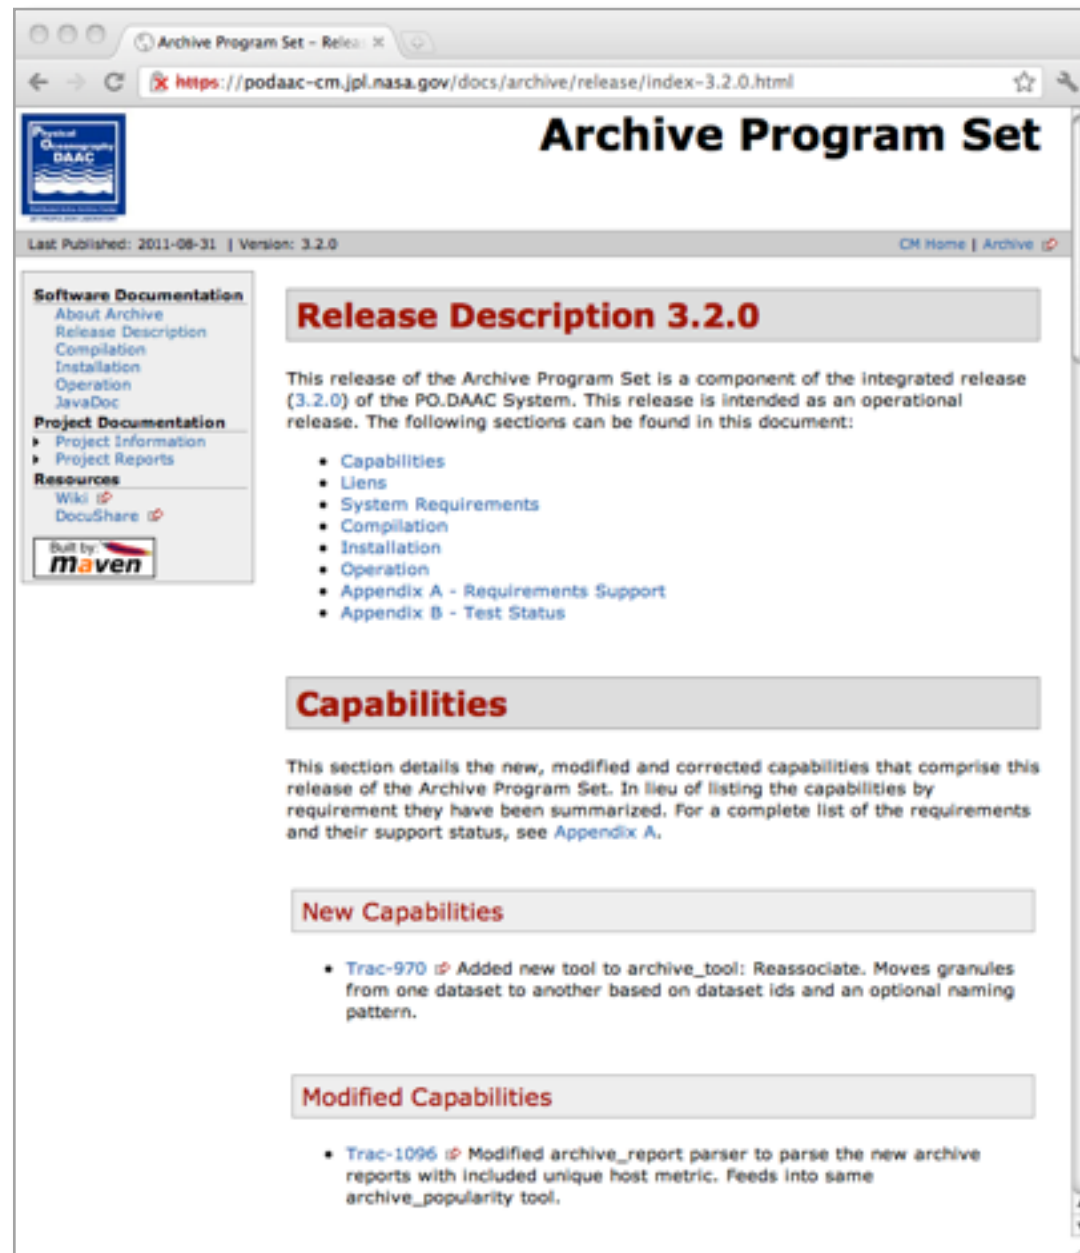 Archive Program Set – Relea
https://podaac-cm.jpl.nasa.gov/docs/archive/release/index-3.2.0.html
Physical
Oceanography
DAAC
Archive Program Set
Last Published: 2011-08-31 | Version: 3.2.0
CM Home | Archive
Software Documentation
About Archive
Release Description
Compilation
Installation
Operation
JavaDoc
Project Documentation
Project Information
Project Reports
Resources
Wiki
DocuShare
Built by:
maven
Release Description 3.2.0
This release of the Archive Program Set is a component of the integrated release
(3.2.0) of the PO.DAAC System. This release is intended as an operational
release. The following sections can be found in this document:
• Capabilities
• Liens
• System Requirements
• Compilation
• Installation
• Operation
• Appendix A - Requirements Support
• Appendix B - Test Status
Capabilities
This section details the new, modified and corrected capabilities that comprise this
release of the Archive Program Set. In lieu of listing the capabilities by
requirement they have been summarized. For a complete list of the requirements
and their support status, see Appendix A.
New Capabilities
• Trac-970 Added new tool to archive_tool: Reassociate. Moves granules
from one dataset to another based on dataset ids and an optional naming
pattern.
Modified Capabilities
• Trac-1096 Modified archive_report parser to parse the new archive
reports with included unique host metric. Feeds into same
archive_popularity tool.